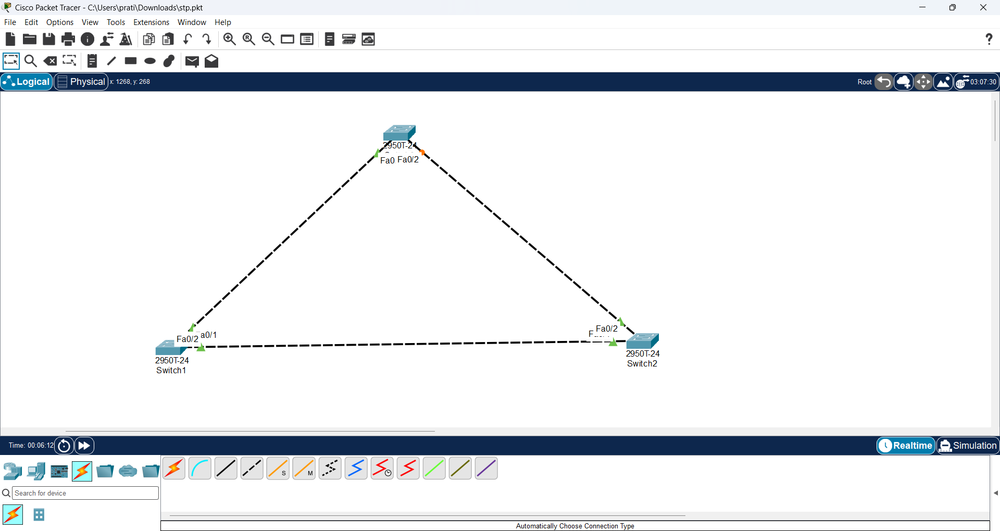 Cisco Packet Tracer - C:\Users\prati\Downloads\stp.pkt
File Edit Options View Tools Extensions Window Help
Logical Physical x: 1268, y: 268 Root 03:07:30
2950T-24
Fa0 Fa0/2
Fa0/2 a0/1
2950T-24
Switch1
Fa0/2
2950T-24
Switch2
Time: 00:06:12 Realtime Simulation
S M
Search for device
Automatically Choose Connection Type